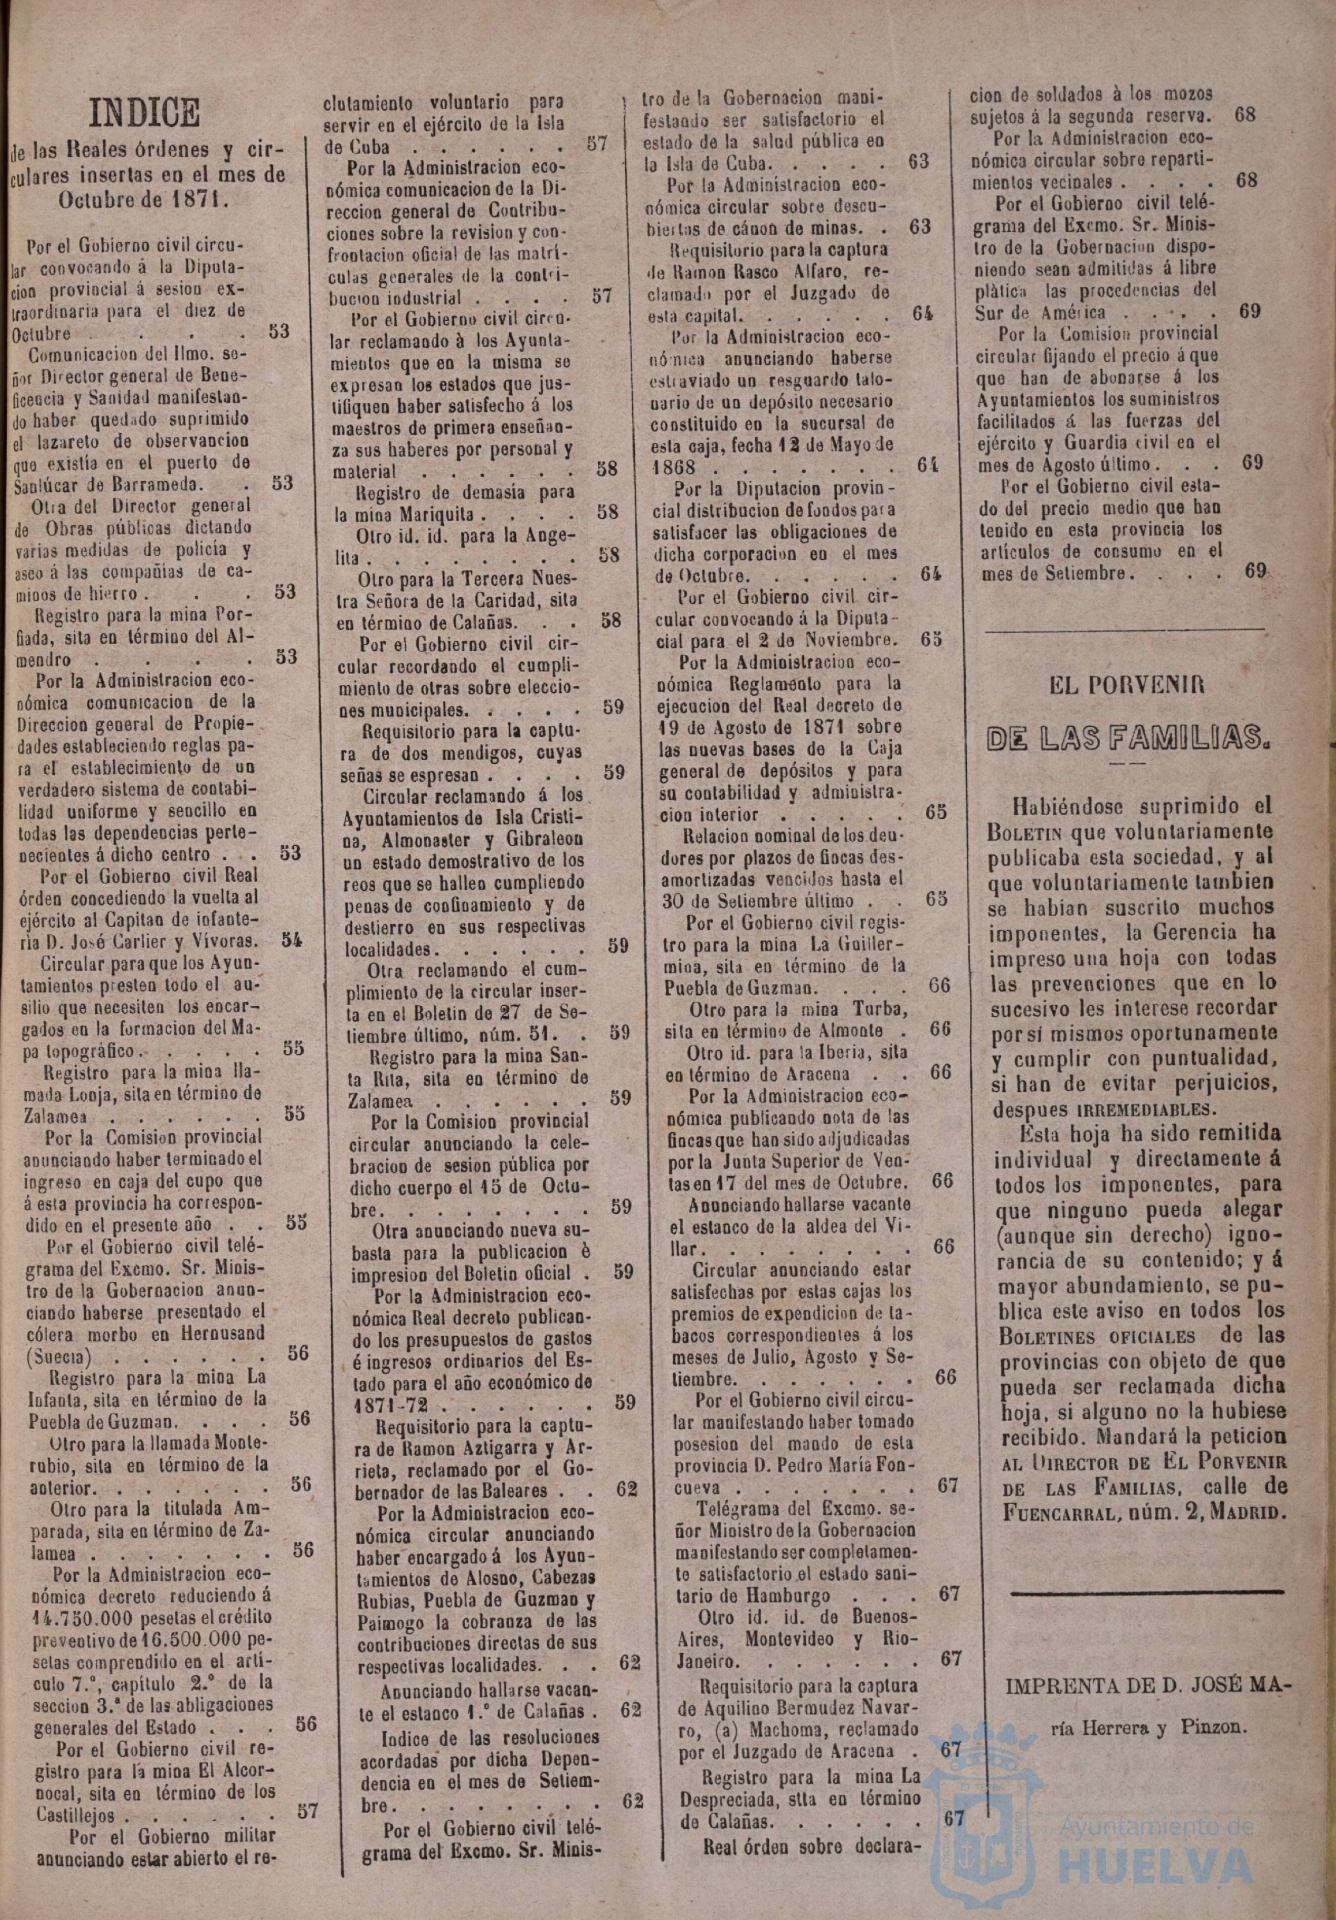 INDICE
de las Reales órdenes y cir-
culares insertas en el mes de
Octubre de 1871.
Por el Gobierno civil circu-
lar convocando á la Diputa-
cion provincial á sesion ex-
traordinaria para el diez de
Octubre . . . . 53
Comunicacion del Ilmo. se-
ñor Director general de Bene-
ficencia y Sanidad manifestan-
do haber quedado suprimido
el lazareto de observancion
que existía en el puerto de
Sanlúcar de Barrameda. . 53
Otra del Director general
de Obras públicas dictando
varias medidas de policía y
aseo á las compañias de ca-
minos de hierro . . . 53
Registro para la mina Por-
fiada, sita en término del Al-
mendro . . . . 53
Por la Administracion eco-
nómica comunicacion de la
Direccion general de Propie-
dades estableciendo reglas pa-
ra el establecimiento de un
verdadero sistema de contabi-
lidad uniforme y sencillo en
todas las dependencias perte-
necientes á dicho centro . . 53
Por el Gobierno civil Real
órden concediendo la vuelta al
ejército al Capitan de infante-
ria D. José Carlier y Vívoras. 54
Circular para que los Ayun-
tamientos presten todo el au-
silio que necesiten los encar-
gados en la formacion del Ma-
pa topográfico . . . . . 55
Registro para la mina lla-
mada Lonja, sita en término de
Zalamea . . . . . . 55
Por la Comision provincial
anunciando haber terminado el
ingreso en caja del cupo que
á esta provincia ha correspon-
dido en el presente año . . 55
Por el Gobierno civil telé-
grama del Excmo. Sr. Minis-
tro de la Gobernacion anun-
ciando haberse presentado el
cólera morbo en Hernusand
(Suecia) . . . . . . 56
Registro para la mina La
Infanta, sita en término de la
Puebla de Guzman. . . . 56
Otro para la llamada Monte-
rubio, sita en término de la
anterior. . . . . . . 56
Otro para la titulada Am-
parada, sita en término de Za-
lamea . . . . . . . 56
Por la Administracion eco-
nómica decreto reduciendo á
14.750.000 pesetas el crédito
preventivo de 16.500.000 pe-
setas comprendido en el artí-
culo 7.º, capítulo 2.º de la
seccion 3.ª de las abligaciones
generales del Estado . . . 56
Por el Gobierno civil re-
gistro para la mina El Alcor-
nocal, sita en término de los
Castillejos . . . . . . 57
Por el Gobierno militar
anunciando estar abierto el re-
clutamiento voluntario para
servir en el ejército de la Isla
de Cuba . . . . . . 57
Por la Administracion eco-
nómica comunicacion de la Di-
reccion general de Contribu-
ciones sobre la revision y con-
frontacion oficial de las matrí-
culas generales de la contri-
bucion industrial . . . . 57
Por el Gobierno civil circu-
lar reclamando à los Ayunta-
mientos que en la misma se
expresan los estados que jus-
tifiquen haber satisfecho á los
maestros de primera enseñan-
za sus haberes por personal y
material . . . . . . 58
Registro de demasía para
la mina Mariquita . . . . 58
Otro id. id. para la Ange-
lita . . . . . . . . 58
Otro para la Tercera Nues-
tra Señora de la Caridad, sita
en término de Calañas. . . 58
Por el Gobierno civil cir-
cular recordando el cumpli-
miento de otras sobre eleccio-
nes municipales. . . . . 59
Requisitorio para la captu-
ra de dos mendigos, cuyas
señas se espresan . . . . 59
Circular reclamando á los
Ayuntamientos de Isla Cristi-
na, Almonaster y Gibraleon
un estado demostrativo de los
reos que se hallen cumpliendo
penas de confinamiento y de
destierro en sus respectivas
localidades. . . . . . 59
Otra reclamando el cum-
plimiento de la circular inser-
ta en el Boletin de 27 de Se-
tiembre último, núm. 51. . 59
Registro para la mina San-
ta Rita, sita en término de
Zalamea . . . . . . 59
Por la Comision provincial
circular anunciando la cele-
bracion de sesion pública por
dicho cuerpo el 15 de Octu-
bre. . . . . . . . 59
Otra anunciando nueva su-
basta para la publicacion è
impresion del Boletin oficial . 59
Por la Administracion eco-
nómica Real decreto publican-
do los presupuestos de gastos
é ingresos ordinarios del Es-
tado para el año económico de
1871-72 . . . . . . 59
Requisitorio para la captu-
ra de Ramon Aztigarra y Ar-
rieta, reclamado por el Go-
bernador de las Baleares . . 62
Por la Administracion eco-
nómica circular anunciando
haber encargado á los Ayun-
tamientos de Alosno, Cabezas
Rubias, Puebla de Guzman y
Paimogo la cobranza de las
contribuciones directas de sus
respectivas localidades. . . 62
Anunciando hallarse vacan-
te el estanco 1.º de Calañas . 62
Indice de las resoluciones
acordadas por dicha Depen-
dencia en el mes de Setiem-
bre. . . . . . . . 62
Por el Gobierno civil telé-
grama del Excmo. Sr. Minis-
tro de la Gobernacion mani-
festando ser satisfactorio el
estado de la salud pública en
la Isla de Cuba. . . . . 63
Por la Administracion eco-
nómica circular sobre descu-
biertas de cánon de minas. . 63
Requisitorio para la captura
de Ramon Rasco Alfaro, re-
clamado por el Juzgado de
esta capital. . . . . . 64
Por la Administracion eco-
nómica anunciando haberse
estraviado un resguardo talo-
nario de un depósito necesario
constituido en la sucursal de
esta caja, fecha 12 de Mayo de
1868 . . . . . . . 64
Por la Diputacion provin-
cial distribucion de fondos para
satisfacer las obligaciones de
dicha corporacion en el mes
de Octubre. . . . . . 64
Por el Gobierno civil cir-
cular convocando á la Diputa-
cial para el 2 de Noviembre. 65
Por la Administracion eco-
nómica Reglamento para la
ejecucion del Real decreto de
19 de Agosto de 1871 sobre
las nuevas bases de la Caja
general de depósitos y para
su contabilidad y administra-
cion interior . . . . . 65
Relacion nominal de los deu-
dores por plazos de fincas des-
amortizadas vencidos hasta el
30 de Setiembre último . . 65
Por el Gobierno civil regis-
tro para la mina La Guiller-
mina, sita en término de la
Puebla de Guzman. . . . 66
Otro para la mina Turba,
sita en término de Almonte . 66
Otro id. para la Iberia, sita
en término de Aracena . . 66
Por la Administracion eco-
nómica publicando nota de las
fincas que han sido adjudicadas
por la Junta Superior de Ven-
tas en 17 del mes de Octubre. 66
Anunciando hallarse vacante
el estanco de la aldea del Vi-
llar. . . . . . . . 66
Circular anunciando estar
satisfechas por estas cajas los
premios de expendicion de ta-
bacos correspondientes á los
meses de Julio, Agosto y Se-
tiembre. . . . . . . 66
Por el Gobierno civil circu-
lar manifestando haber tomado
posesion del mando de esta
provincia D. Pedro María Fon-
cueva . . . . . . . 67
Telégrama del Excmo. se-
ñor Ministro de la Gobernacion
manifestando ser completamen-
te satisfactorio el estado sani-
tario de Hamburgo . . . 67
Otro id. id. de Buenos-
Aires, Montevideo y Rio-
Janeiro. . . . . . . 67
Requisitorio para la captura
de Aquilino Bermudez Navar-
ro, (a) Machoma, reclamado
por el Juzgado de Aracena . 67
Registro para la mina La
Despreciada, stta en término
de Calañas. . . . . . 67
Real órden sobre declara-
cion de soldados à los mozos
sujetos á la segunda reserva. 68
Por la Administracion eco-
nómica circular sobre reparti-
mientos vecinales . . . . 68
Por el Gobierno civil telé-
grama del Excmo. Sr. Minis-
tro de la Gobernacion dispo-
niendo sean admitidas á libre
plàtica las procedencias del
Sur de América . . . . 69
Por la Comision provincial
circular fijando el precio á que
que han de abonarse á los
Ayuntamientos los suministros
facilitados á las fuerzas del
ejército y Guardia civil en el
mes de Agosto último. . . 69
Por el Gobierno civil esta-
do del precio medio que han
tenido en esta provincia los
artículos de consumo en el
mes de Setiembre. . . . 69
EL PORVENIR
DE LAS FAMILIAS.
Habiéndose suprimido el
BOLETIN que voluntariamente
publicaba esta sociedad, y al
que voluntariamente tambien
se habian suscrito muchos
imponentes, la Gerencia ha
impreso una hoja con todas
las prevenciones que en lo
sucesivo les interese recordar
por sí mismos oportunamente
y cumplir con puntualidad,
si han de evitar perjuicios,
despues IRREMEDIABLES.
Esta hoja ha sido remitida
individual y directamente á
todos los imponentes, para
que ninguno pueda alegar
(aunque sin derecho) igno-
rancia de su contenido; y á
mayor abundamiento, se pu-
blica este aviso en todos los
BOLETINES OFICIALES de las
provincias con objeto de que
pueda ser reclamada dicha
hoja, si alguno no la hubiese
recibido. Mandará la peticion
AL DIRECTOR DE EL PORVENIR
DE LAS FAMILIAS, calle de
FUENCARRAL, núm. 2, MADRID.
IMPRENTA DE D. JOSÉ MA-
ría Herrera y Pinzon.
Ayuntamiento de
HUELVA